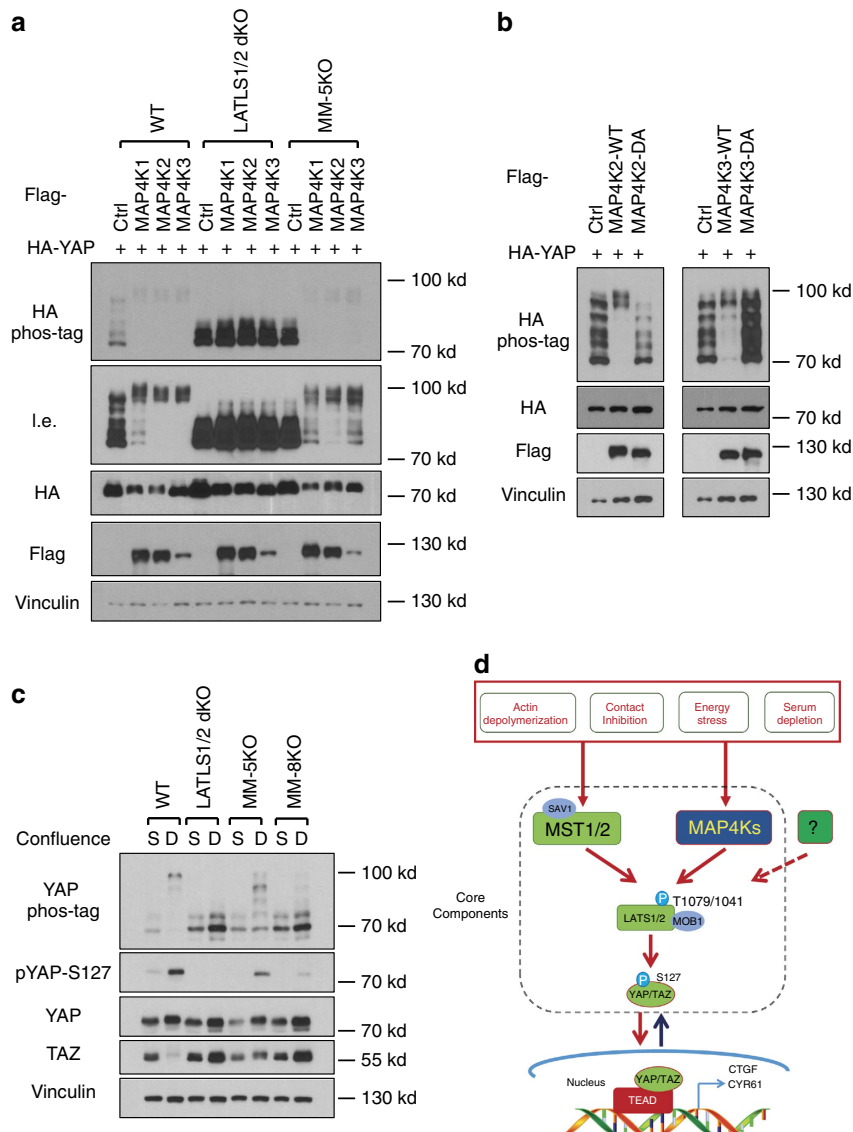 a
WT
LATLS1/2 dKO
MM-5KO
Flag-
Ctrl
MAP4K1
MAP4K2
MAP4K3
Ctrl
MAP4K1
MAP4K2
MAP4K3
Ctrl
MAP4K1
MAP4K2
MAP4K3
HA-YAP + + + + + + + + + + + +
HA phos-tag
100 kd
70 kd
l.e.
100 kd
70 kd
HA
70 kd
Flag
130 kd
Vinculin
130 kd
b
Flag-
Ctrl
MAP4K2-WT
MAP4K2-DA
Ctrl
MAP4K3-WT
MAP4K3-DA
HA-YAP + + + + + +
HA
phos-tag
100 kd
70 kd
HA
70 kd
Flag
130 kd
Vinculin
130 kd
c
WT
LATLS1/2 dKO
MM-5KO
MM-8KO
Confluence S D S D S D S D
YAP
phos-tag
100 kd
70 kd
pYAP-S127
70 kd
YAP
70 kd
TAZ
55 kd
Vinculin
130 kd
d
Actin
depolymerization
Contact
Inhibition
Energy
stress
Serum
depletion
SAV1
MST1/2
MAP4Ks
?
Core
Components
P
T1079/1041
LATS1/2
MOB1
P
S127
YAP/TAZ
Nucleus
YAP/TAZ
TEAD
CTGF
CYR61